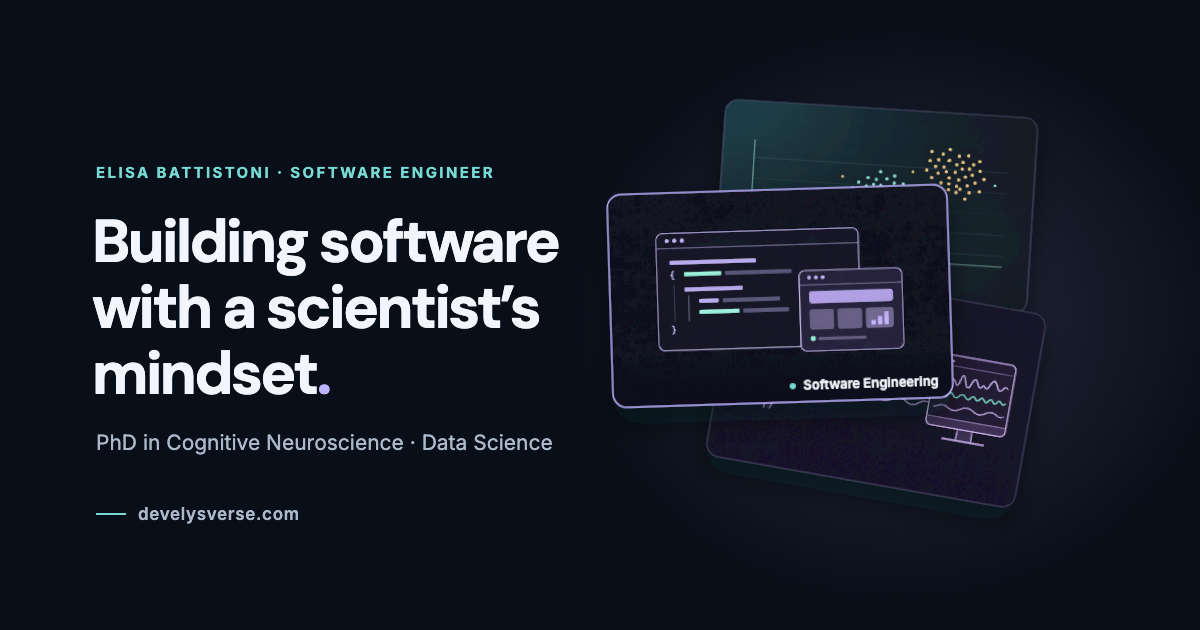 ELISA BATTISTONI · SOFTWARE ENGINEER
Building software
with a scientist’s
mindset.
PhD in Cognitive Neuroscience · Data Science
develysverse.com
{
}
Software Engineering